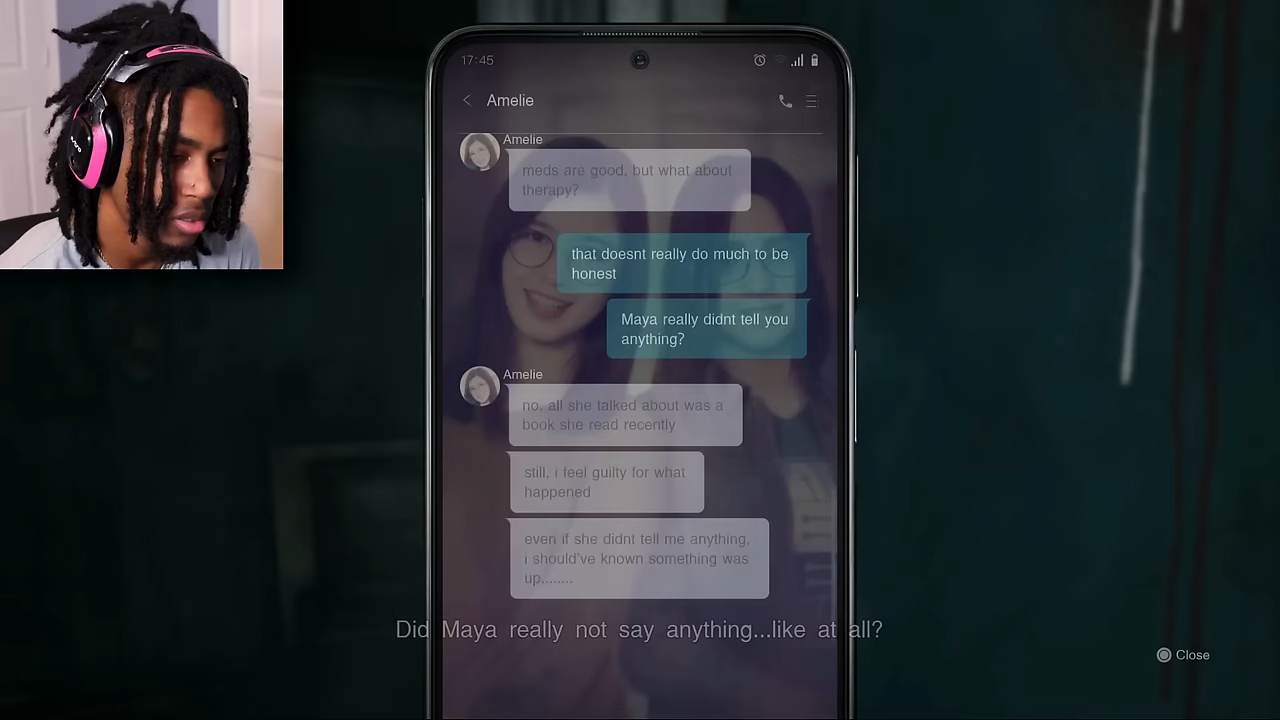 17:45
Amelie
Amelie
meds are good, but what about
therapy?
that doesnt really do much to be
honest
Maya really didnt tell you
anything?
Amelie
no. all she talked about was a
book she read recently
still, i feel guilty for what
happened
even if she didnt tell me anything,
i should've known something was
up........
Did Maya really not say anything...like at all?
Close